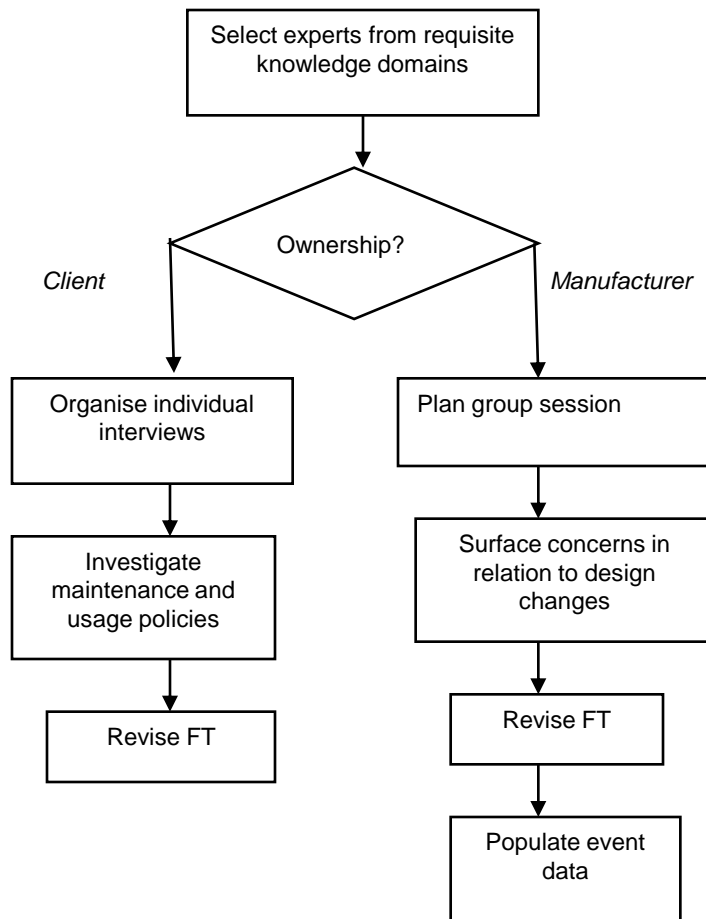 Select experts from requisite
knowledge domains
Ownership?
Client
Manufacturer
Organise individual
interviews
Plan group session
Investigate
maintenance and
usage policies
Surface concerns in
relation to design
changes
Revise FT
Revise FT
Populate event
data